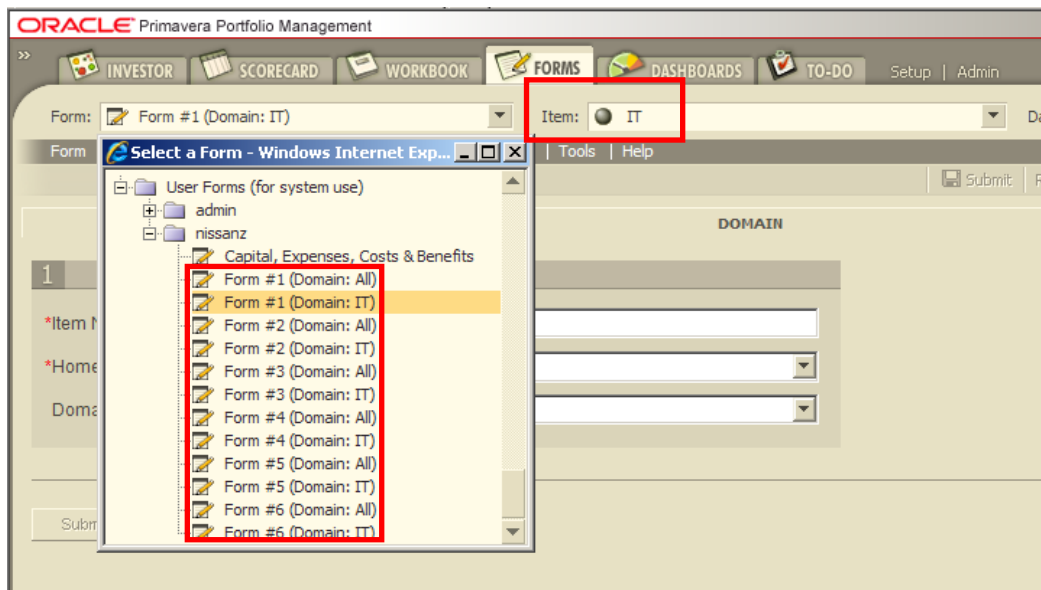 ORACLE Primavera Portfolio Management
» INVESTOR SCORECARD WORKBOOK FORMS DASHBOARDS TO-DO Setup | Admin
Form: Form #1 (Domain: IT) Item: IT
Form | Tools | Help
Select a Form - Windows Internet Exp...
Submit
User Forms (for system use)
admin
nissanz
DOMAIN
Capital, Expenses, Costs & Benefits
1
Form #1 (Domain: All)
Form #1 (Domain: IT)
*Item
Form #2 (Domain: All)
Form #2 (Domain: IT)
*Home
Form #3 (Domain: All)
Form #3 (Domain: IT)
Doma
Form #4 (Domain: All)
Form #4 (Domain: IT)
Form #5 (Domain: All)
Form #5 (Domain: IT)
Form #6 (Domain: All)
Subm
Form #6 (Domain: IT)